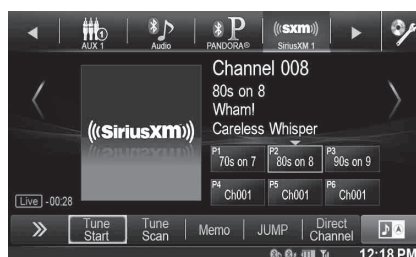 AUX 1
Audio
PANDORA®
((sxm))
SiriusXM 1
Channel 008
80s on 8
Wham!
Careless Whisper
((SiriusXM))
P1 70s on 7
P2 80s on 8
P3 90s on 9
P4 Ch001
P5 Ch001
P6 Ch001
Live -00:28
Tune Start
Tune Scan
Memo
JUMP
Direct Channel
12:18 PM